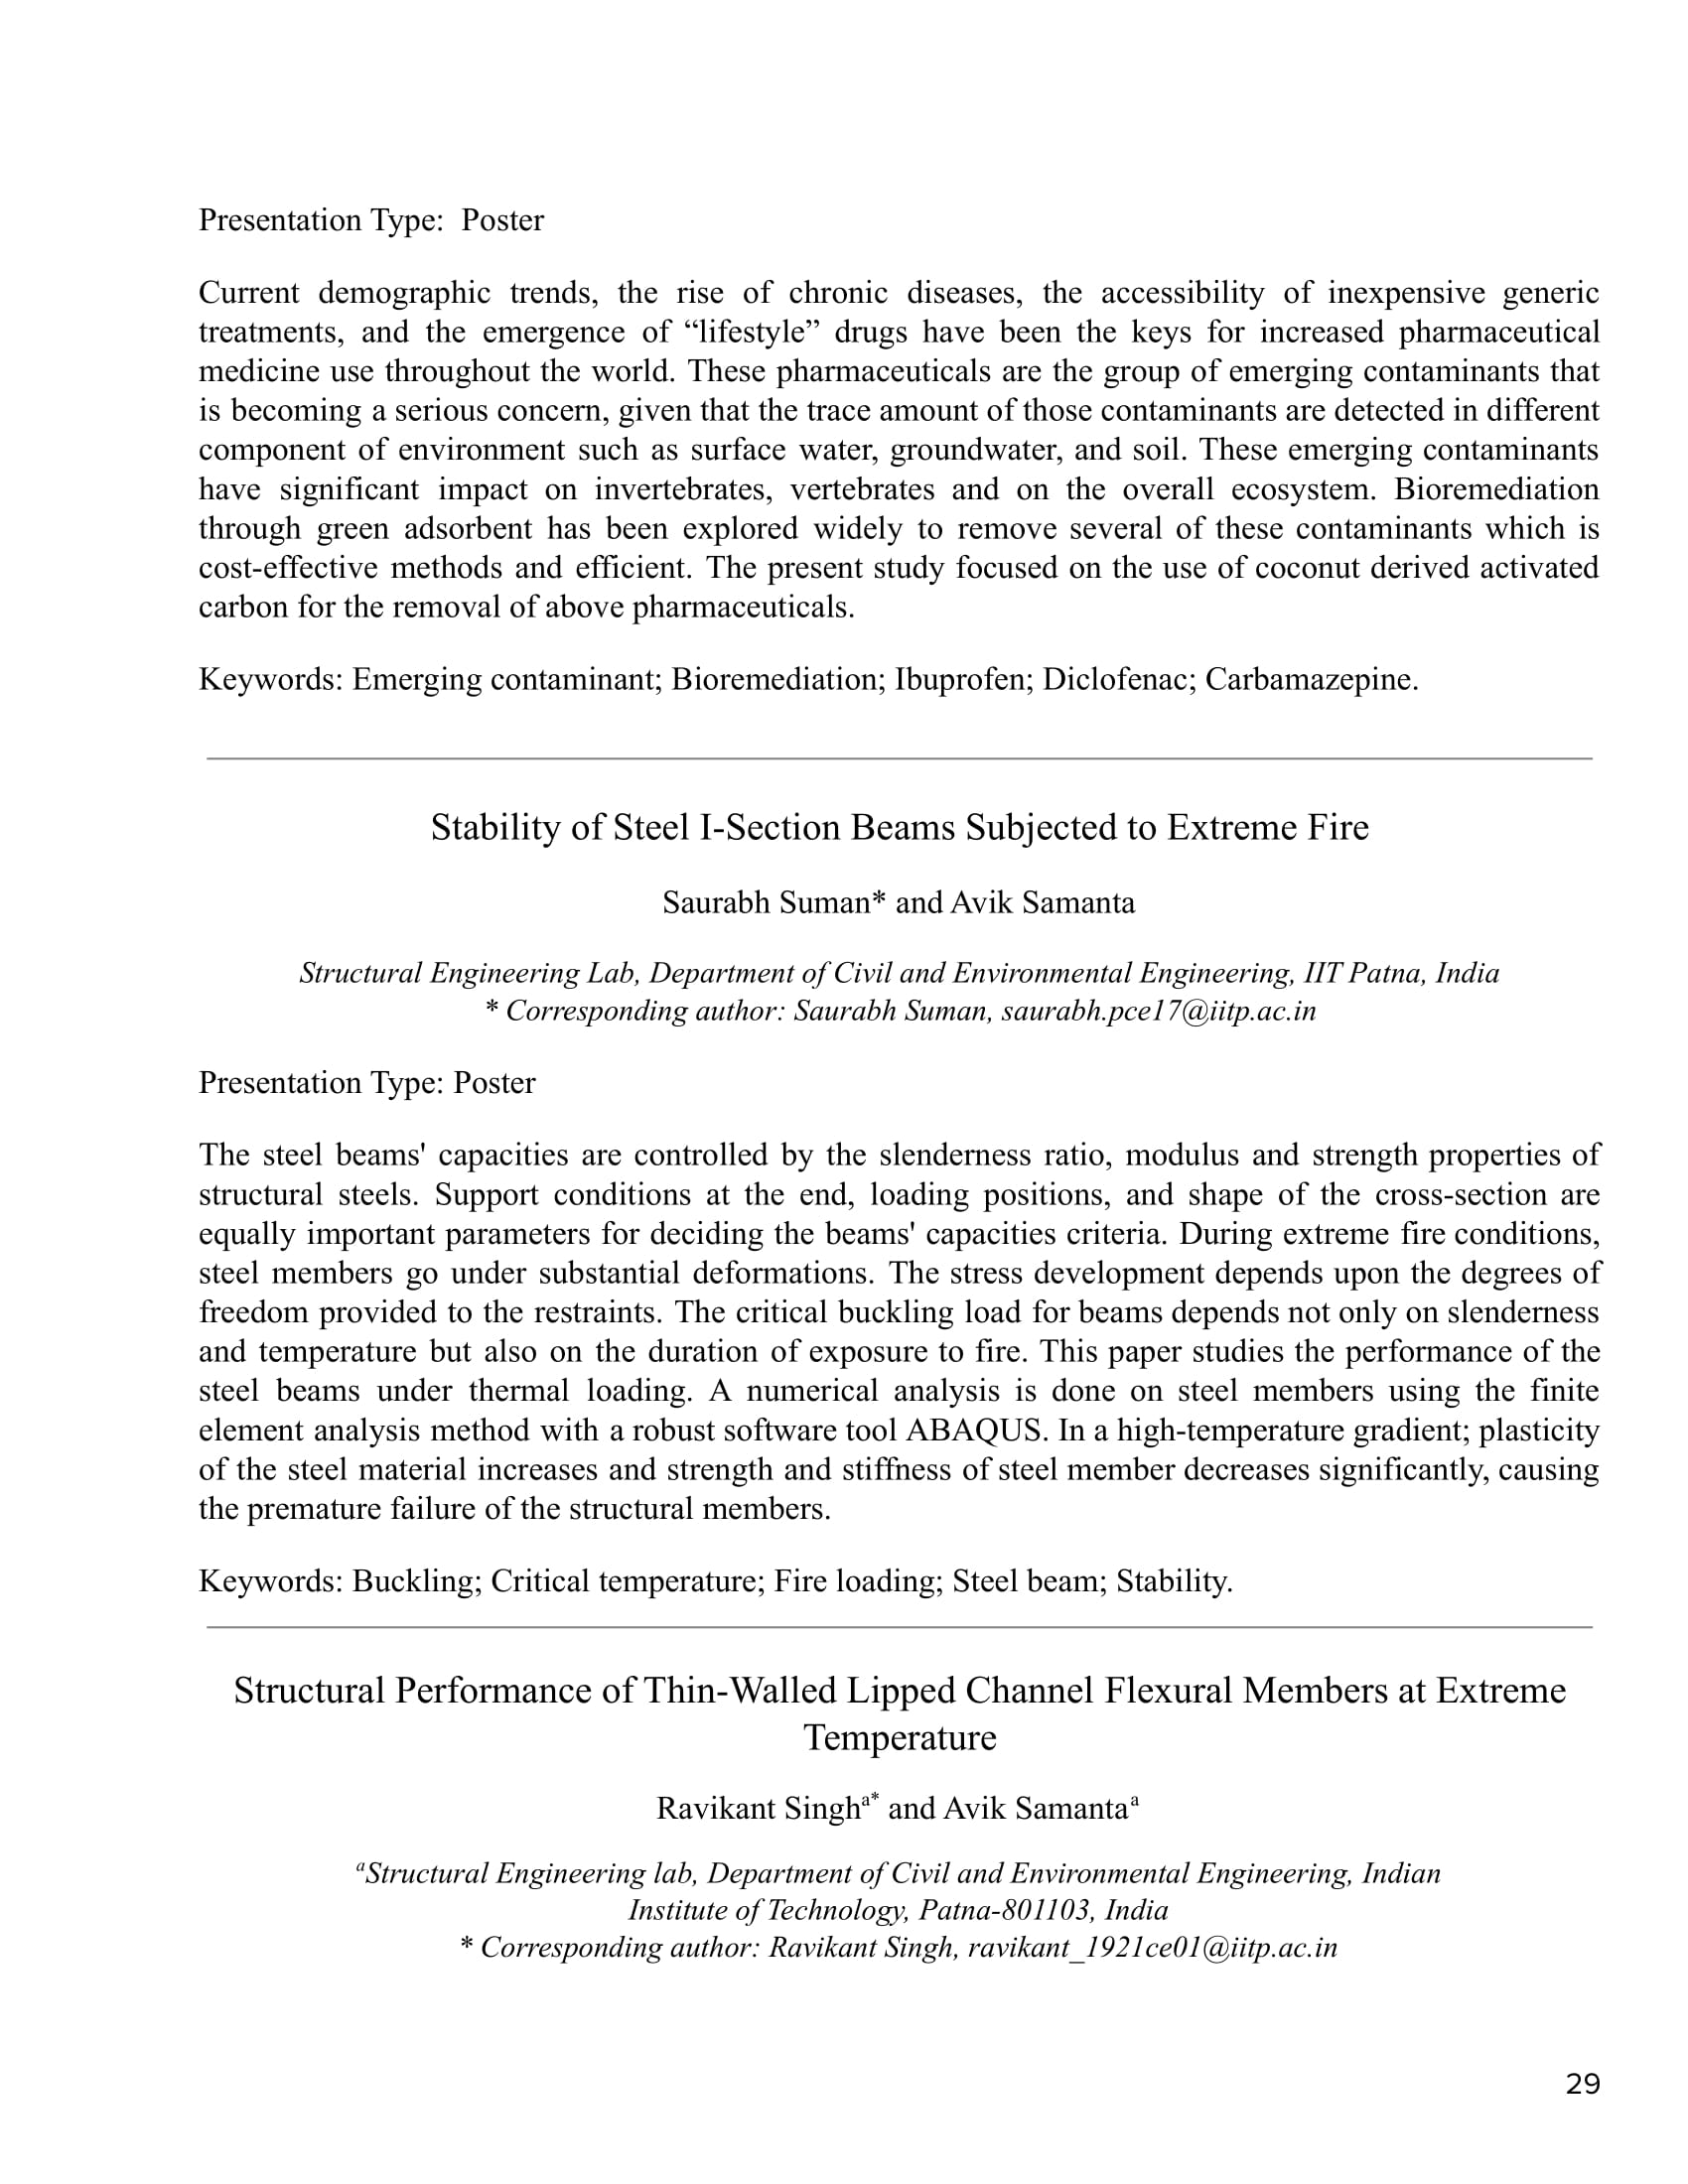 Presentation Type:  Poster
Current demographic trends, the rise of chronic diseases, the accessibility of inexpensive generic
treatments, and the emergence of “lifestyle” drugs have been the keys for increased pharmaceutical
medicine use throughout the world. These pharmaceuticals are the group of emerging contaminants that
is becoming a serious concern, given that the trace amount of those contaminants are detected in different
component of environment such as surface water, groundwater, and soil. These emerging contaminants
have significant impact on invertebrates, vertebrates and on the overall ecosystem. Bioremediation
through green adsorbent has been explored widely to remove several of these contaminants which is
cost-effective methods and efficient. The present study focused on the use of coconut derived activated
carbon for the removal of above pharmaceuticals.
Keywords: Emerging contaminant; Bioremediation; Ibuprofen; Diclofenac; Carbamazepine.
Stability of Steel I-Section Beams Subjected to Extreme Fire
Saurabh Suman* and Avik Samanta
Structural Engineering Lab, Department of Civil and Environmental Engineering, IIT Patna, India
* Corresponding author: Saurabh Suman, saurabh.pce17@iitp.ac.in
Presentation Type: Poster
The steel beams' capacities are controlled by the slenderness ratio, modulus and strength properties of
structural steels. Support conditions at the end, loading positions, and shape of the cross-section are
equally important parameters for deciding the beams' capacities criteria. During extreme fire conditions,
steel members go under substantial deformations. The stress development depends upon the degrees of
freedom provided to the restraints. The critical buckling load for beams depends not only on slenderness
and temperature but also on the duration of exposure to fire. This paper studies the performance of the
steel beams under thermal loading. A numerical analysis is done on steel members using the finite
element analysis method with a robust software tool ABAQUS. In a high-temperature gradient; plasticity
of the steel material increases and strength and stiffness of steel member decreases significantly, causing
the premature failure of the structural members.
Keywords: Buckling; Critical temperature; Fire loading; Steel beam; Stability.
Structural Performance of Thin-Walled Lipped Channel Flexural Members at Extreme
Temperature
Ravikant Singhᵃ* and Avik Samantaᵃ
ᵃStructural Engineering lab, Department of Civil and Environmental Engineering, Indian
Institute of Technology, Patna-801103, India
* Corresponding author: Ravikant Singh, ravikant_1921ce01@iitp.ac.in
29